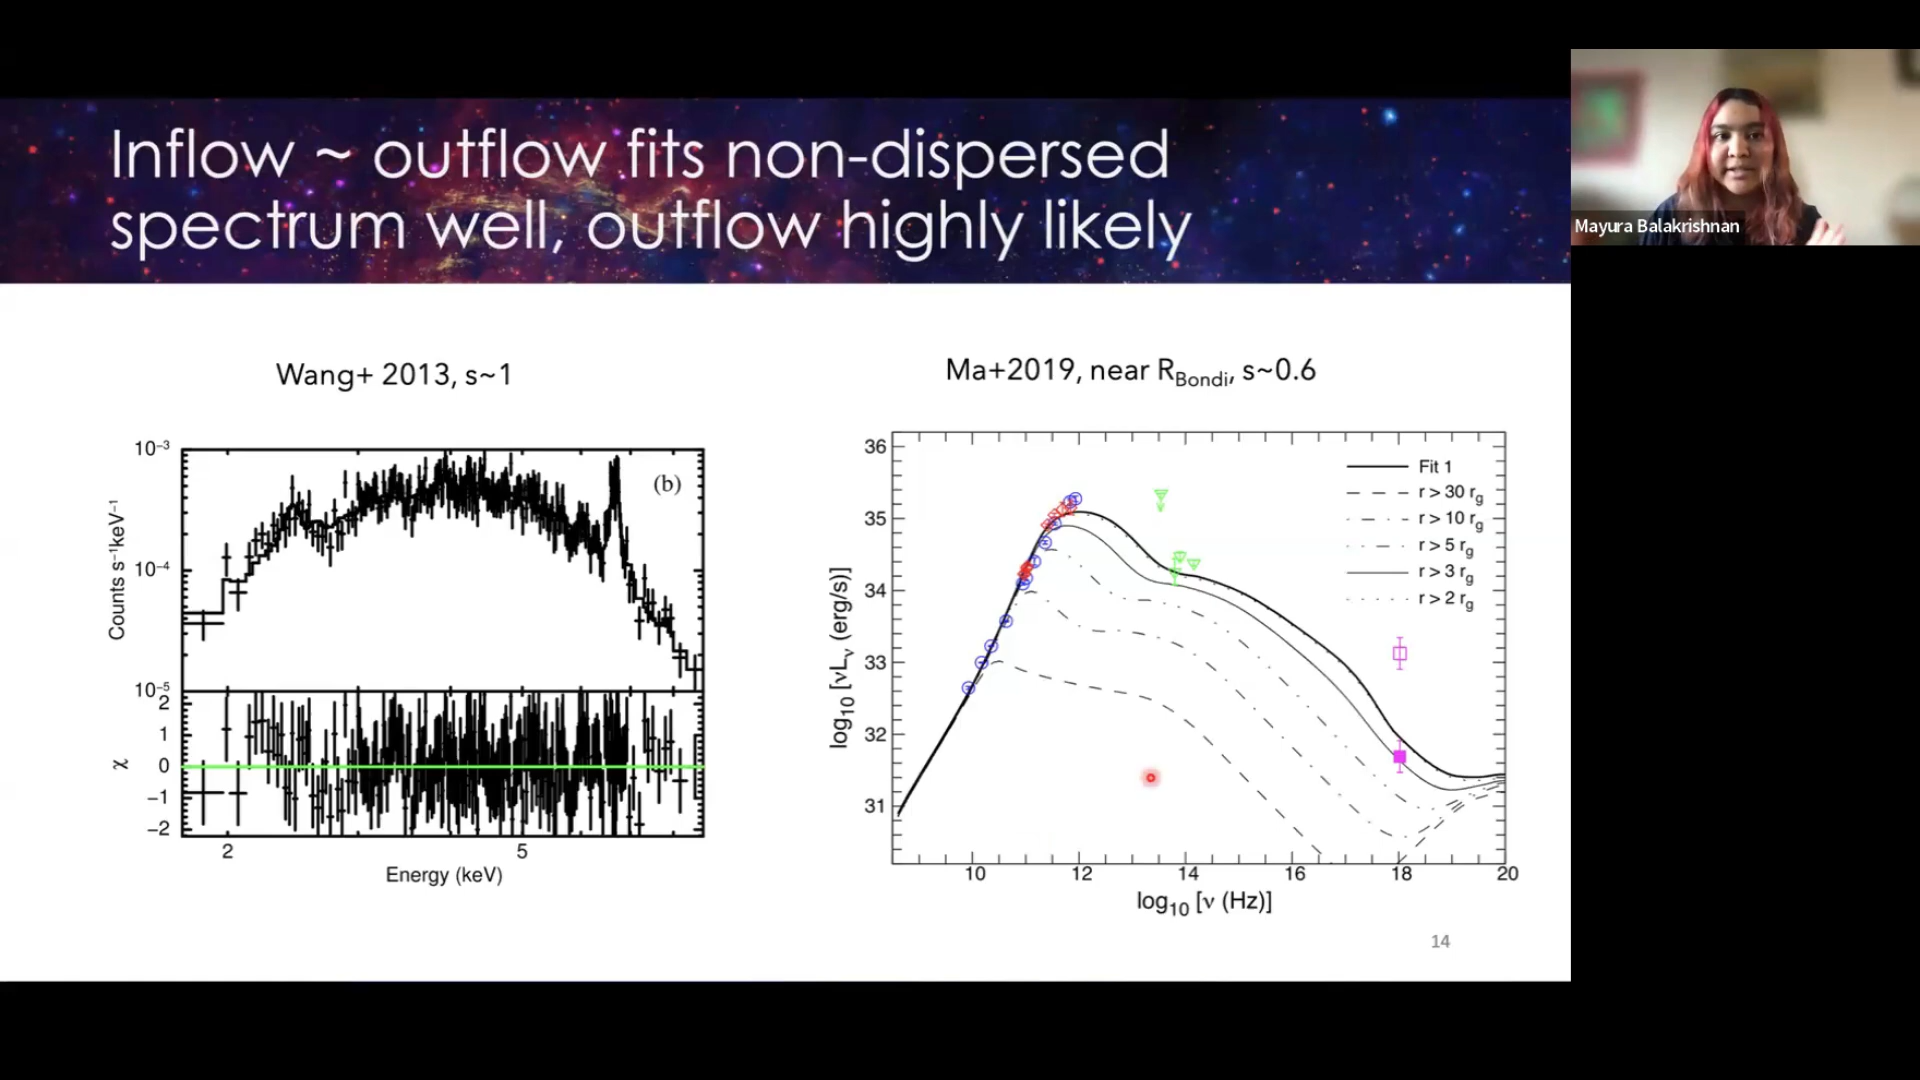 Inflow ~ outflow fits non-dispersed
spectrum well, outflow highly likely
Mayura Balakrishnan
Wang+ 2013, s~1
10⁻³
10⁻⁴
10⁻⁵
Counts s⁻¹keV⁻¹
(b)
2
1
0
−1
−2
χ
2
5
Energy (keV)
Ma+2019, near R_Bondi, s~0.6
36
35
34
33
32
31
log₁₀ [νL_ν (erg/s)]
Fit 1
r > 30 r_g
r > 10 r_g
r > 5 r_g
r > 3 r_g
r > 2 r_g
10
12
14
16
18
20
log₁₀ [ν (Hz)]
14